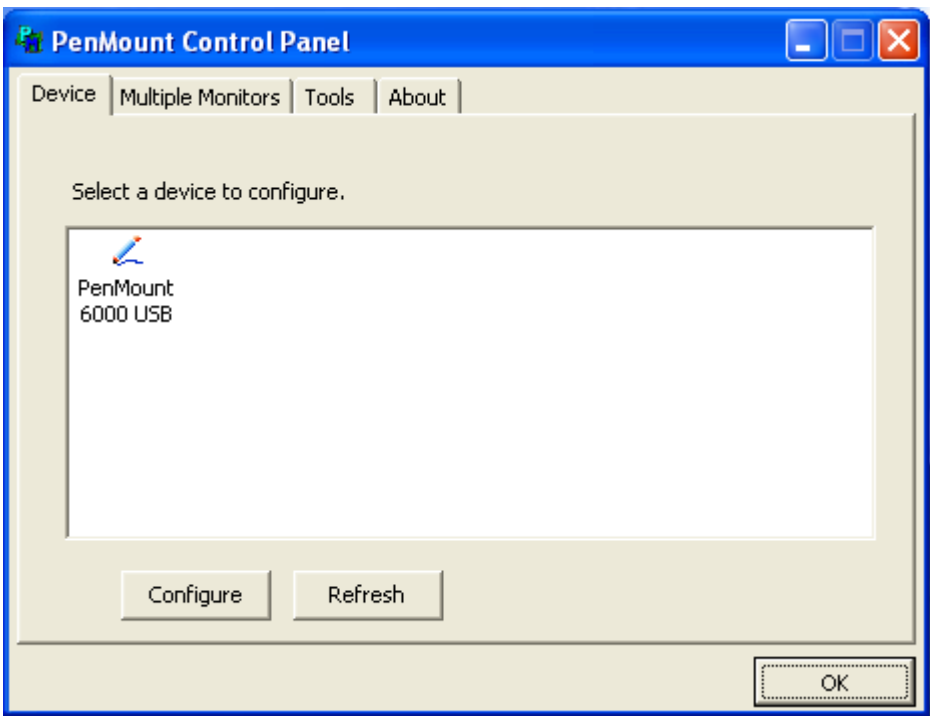 PenMount Control Panel
Device Multiple Monitors Tools About
Select a device to configure.
PenMount
6000 USB
Configure Refresh
OK